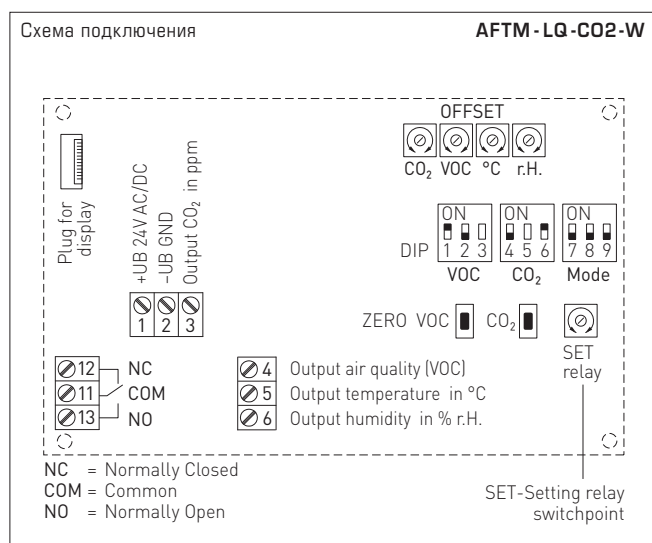 Схема подключения AFTM-LQ-CO2-W
OFFSET
CO₂ VOC °C r.H.
Plug for
display
+UB 24V AC/DC
-UB GND
Output CO₂ in ppm
1 2 3
ON ON ON
DIP 1 2 3 4 5 6 7 8 9
VOC CO₂ Mode
ZERO VOC CO₂
SET
relay
12 NC
11 COM
13 NO
4 Output air quality (VOC)
5 Output temperature in °C
6 Output humidity in % r.H.
NC = Normally Closed
COM = Common
NO = Normally Open
SET-Setting relay
switchpoint